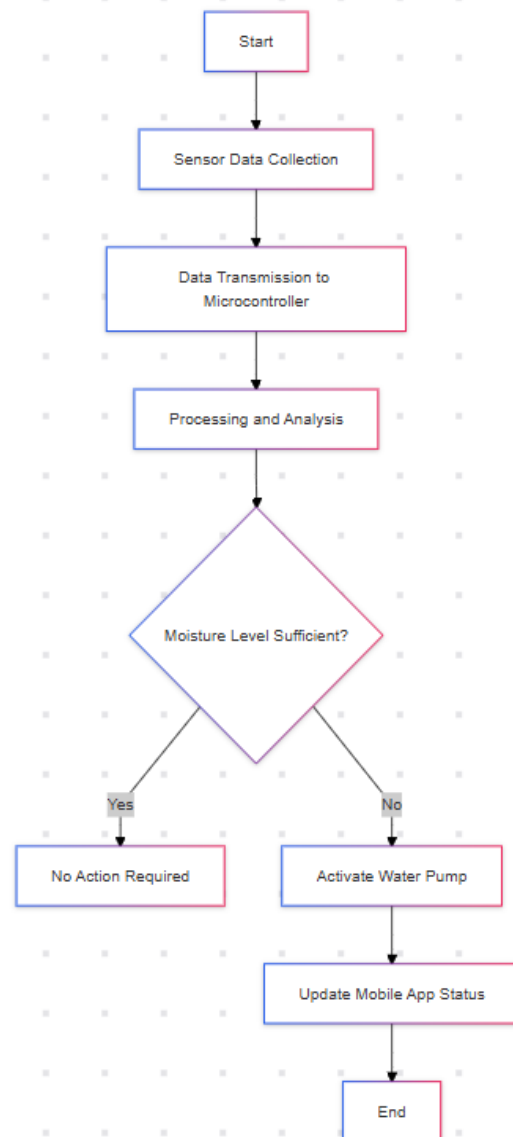 Start
Sensor Data Collection
Data Transmission to
Microcontroller
Processing and Analysis
Moisture Level Sufficient?
Yes
No
No Action Required
Activate Water Pump
Update Mobile App Status
End